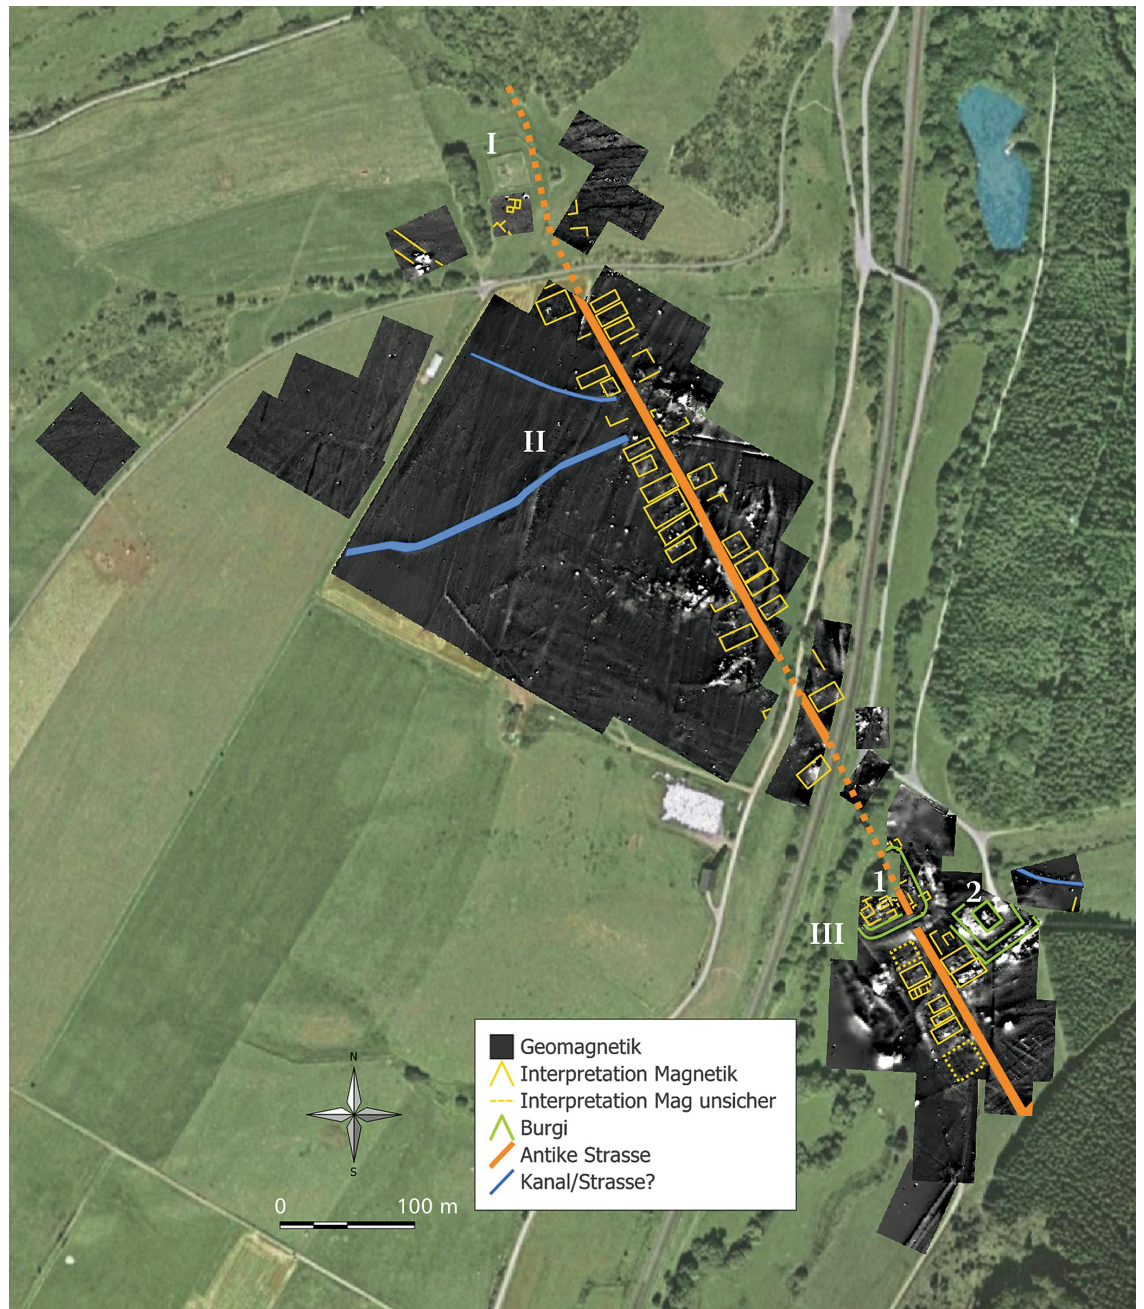 I
II
1
2
III
Geomagnetik
Interpretation Magnetik
Interpretation Mag unsicher
Burgi
Antike Strasse
Kanal/Strasse?
N
S
0 100 m